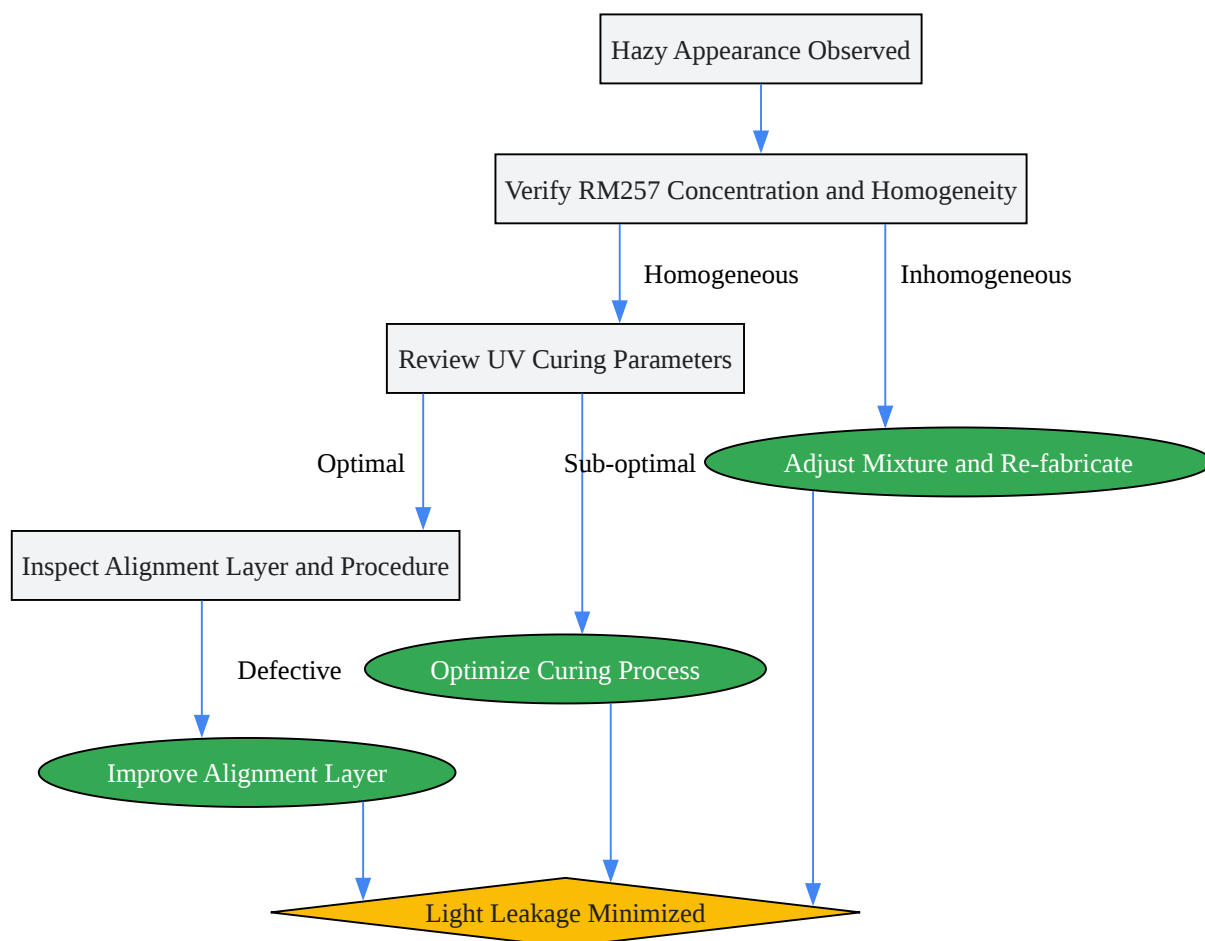 Hazy Appearance Observed
Verify RM257 Concentration and Homogeneity
Homogeneous
Inhomogeneous
Review UV Curing Parameters
Optimal
Sub-optimal
Adjust Mixture and Re-fabricate
Inspect Alignment Layer and Procedure
Defective
Optimize Curing Process
Improve Alignment Layer
Light Leakage Minimized